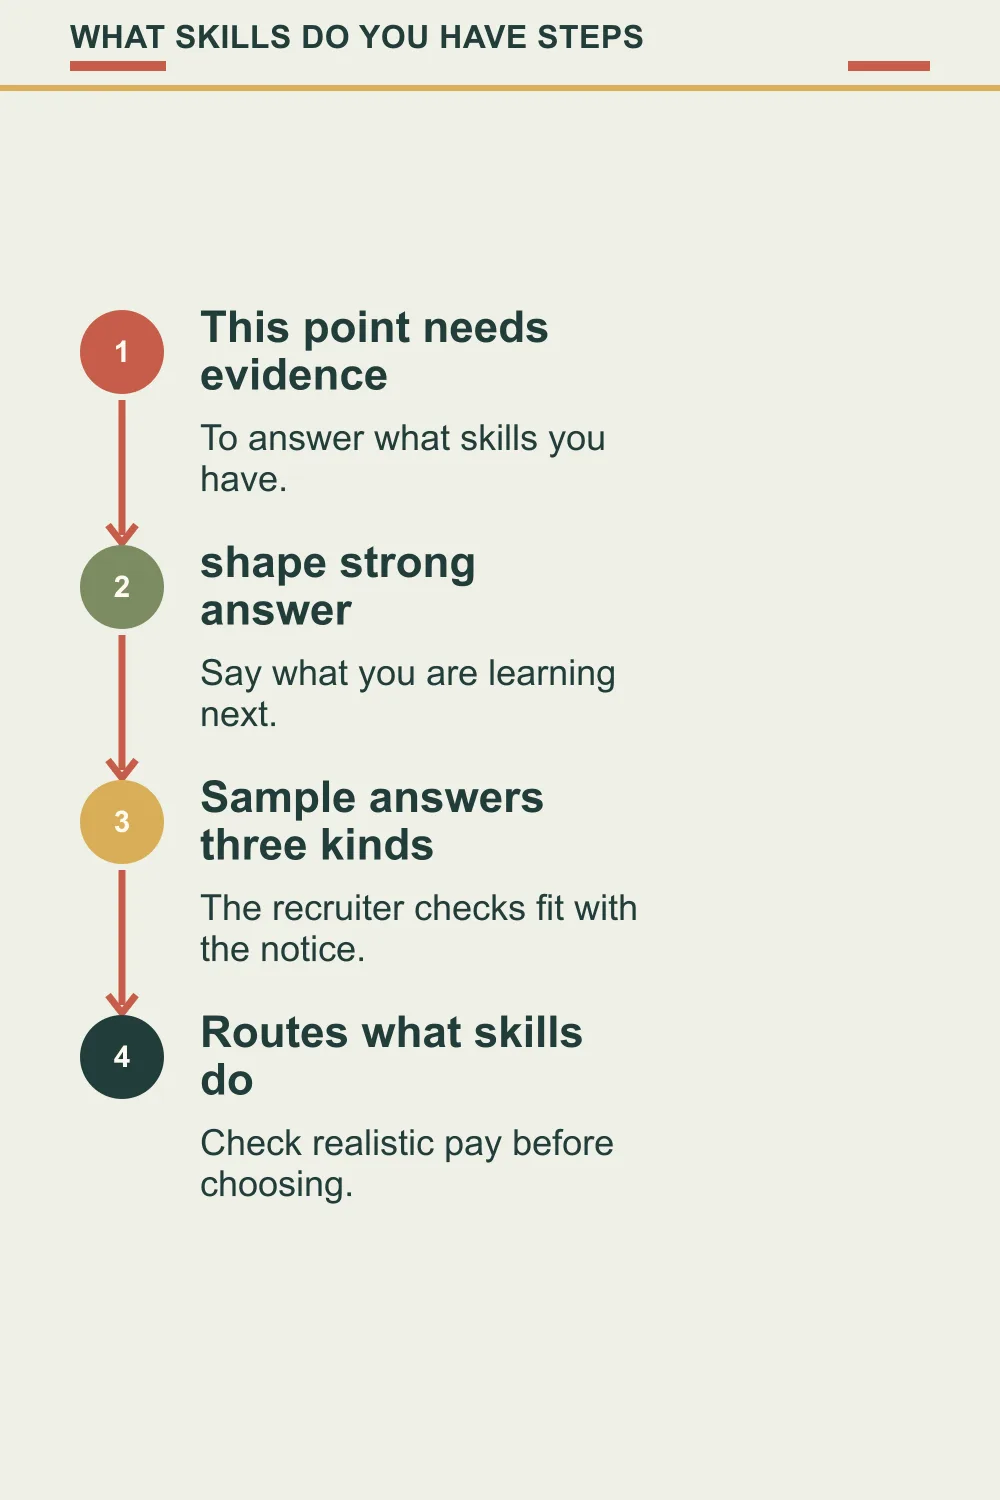 WHAT SKILLS DO YOU HAVE STEPS
1
This point needs
evidence
To answer what skills you
have.
2
shape strong
answer
Say what you are learning
next.
3
Sample answers
three kinds
The recruiter checks fit with
the notice.
4
Routes what skills
do
Check realistic pay before
choosing.